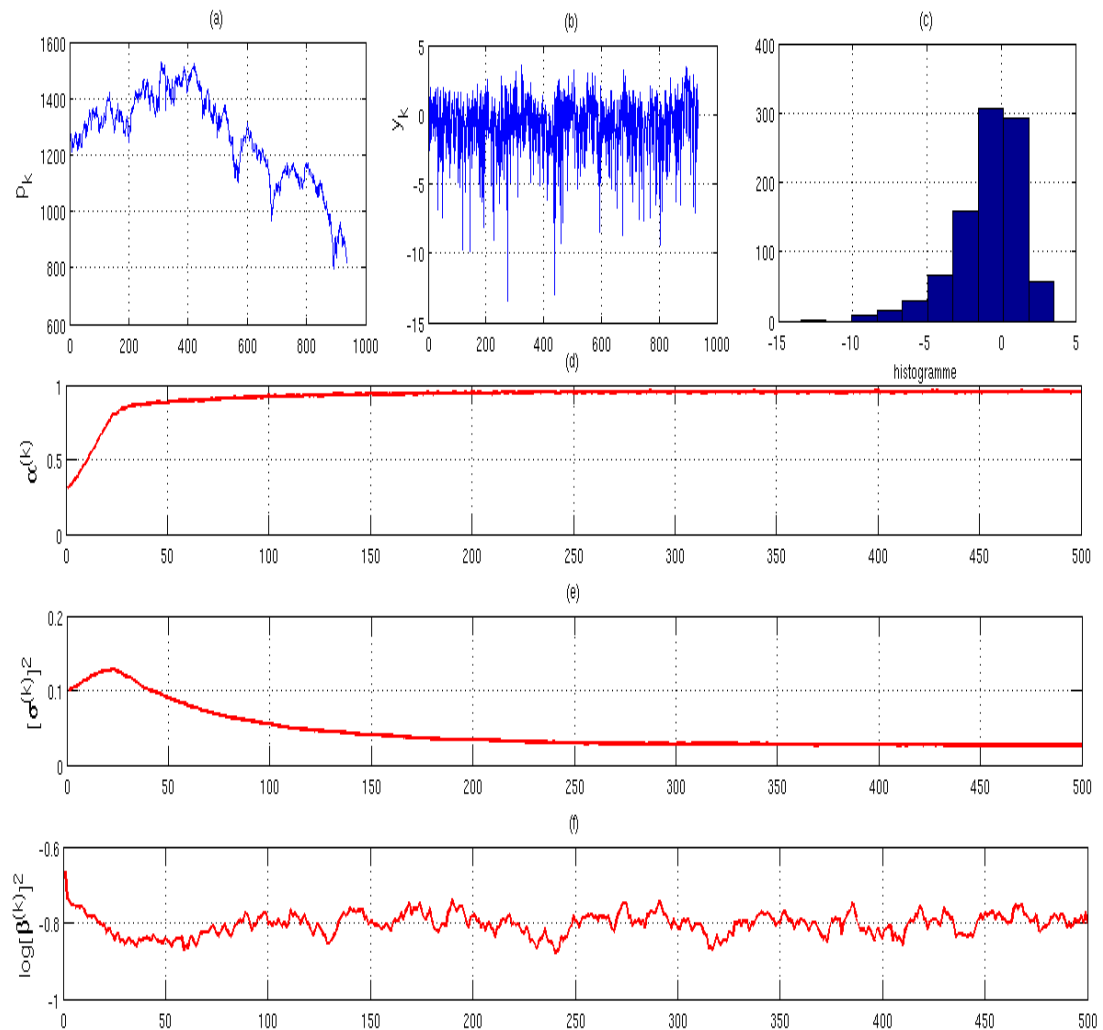 (a)
1600
1400
1200
1000
800
600
p_k
0 200 400 600 800 1000
(b)
5
0
-5
-10
-15
y_k
0 200 400 600 800 1000
(c)
400
300
200
100
0
-15 -10 -5 0 5
histogramme
(d)
1
0.5
0
α^(k)
0 50 100 150 200 250 300 350 400 450 500
(e)
0.2
0.1
0
[σ^(k)]^2
0 50 100 150 200 250 300 350 400 450 500
(f)
-0.6
-0.8
-1
log[β^(k)]^2
0 50 100 150 200 250 300 350 400 450 500